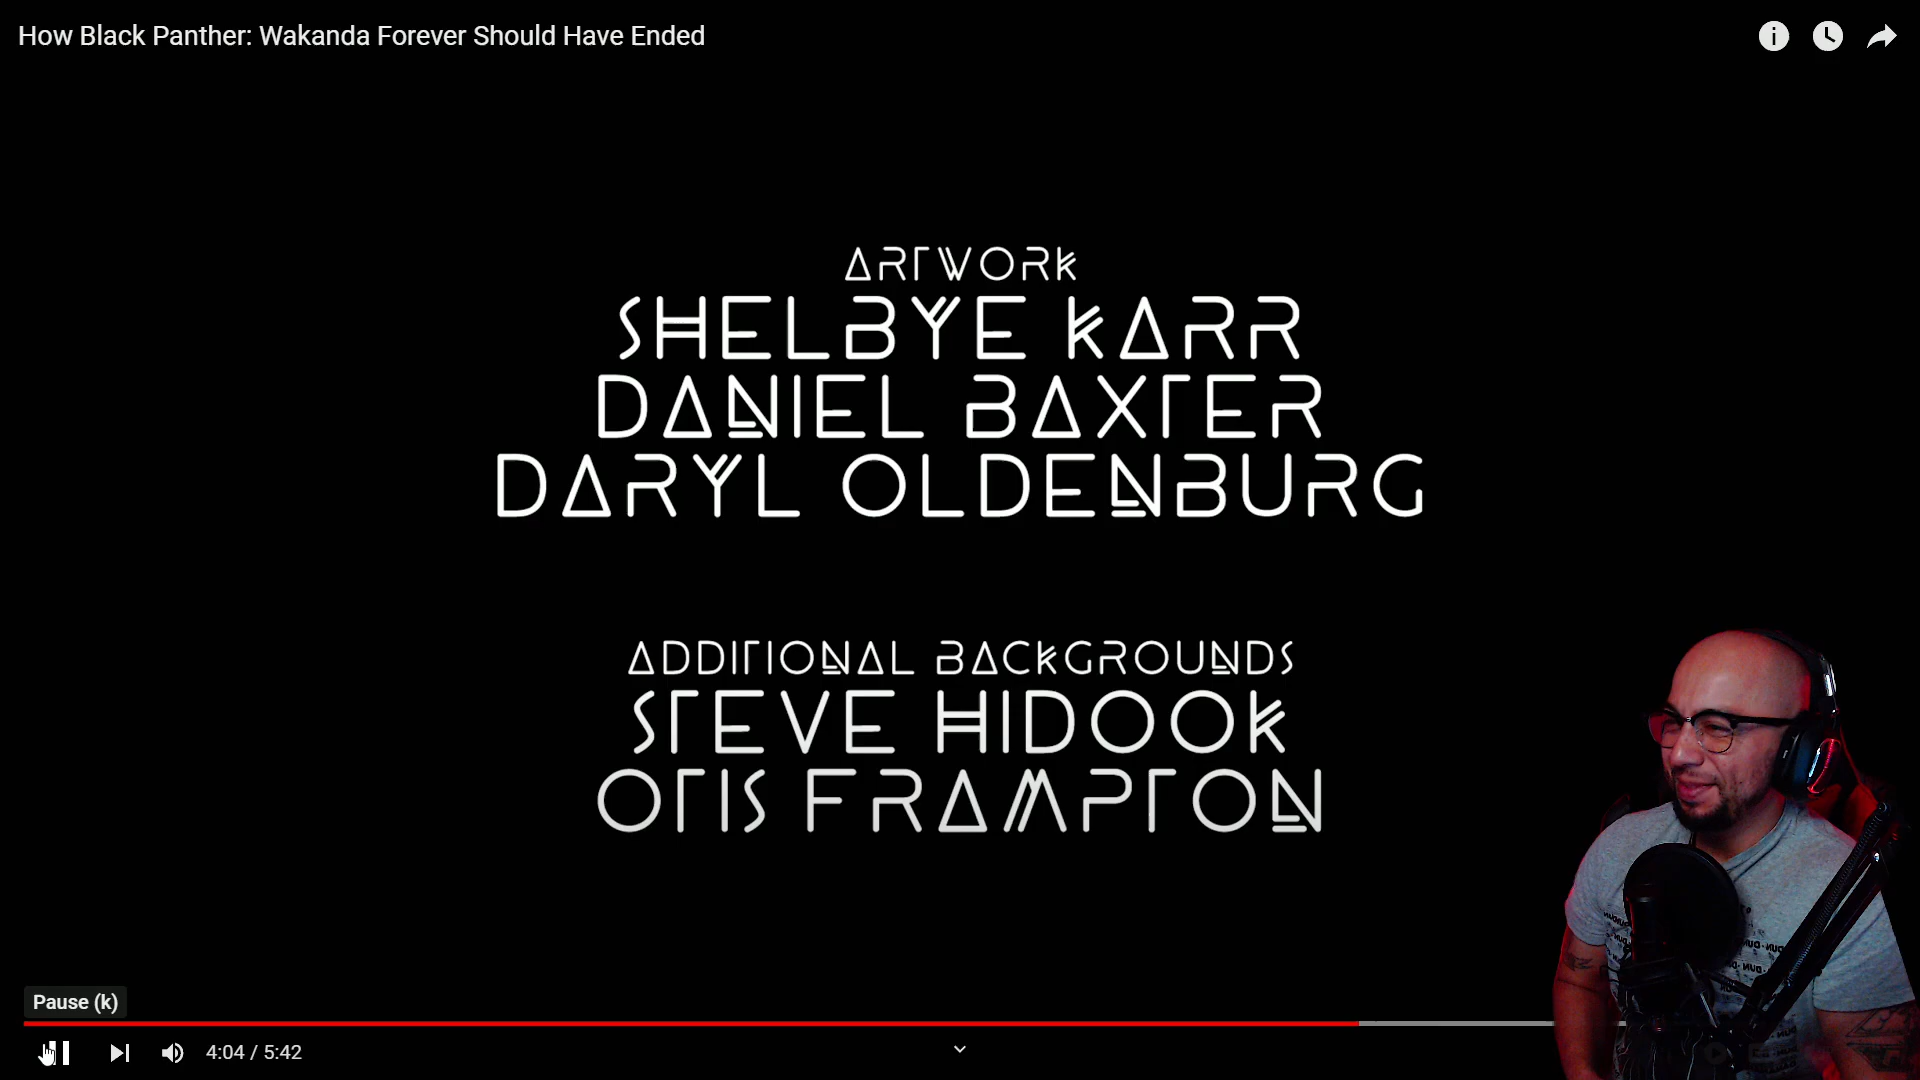 How Black Panther: Wakanda Forever Should Have Ended
ARTWORK
SHELBYE KARR
DANIEL BAXTER
DARYL OLDENBURG
ADDITIONAL BACKGROUNDS
STEVE HIDOOK
OTIS FRAMPTON
Pause (k)
4:04 / 5:42